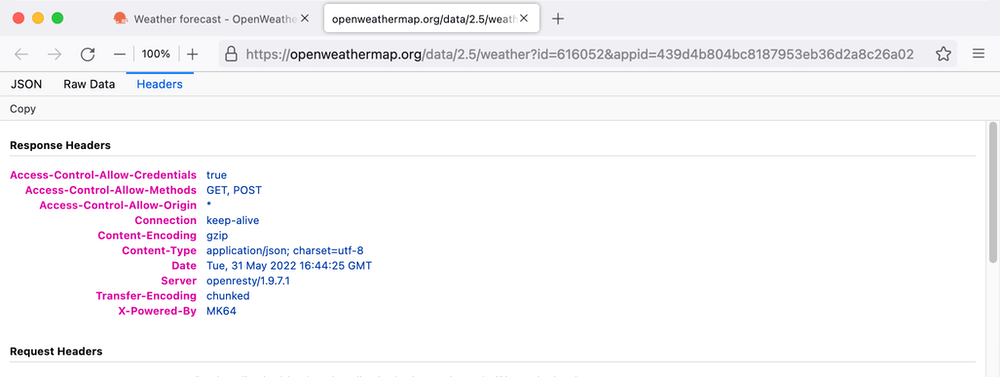 Weather forecast - OpenWeathe
openweathermap.org/data/2.5/weath
100%
https://openweathermap.org/data/2.5/weather?id=616052&appid=439d4b804bc8187953eb36d2a8c26a02
JSON Raw Data Headers
Copy
Response Headers
Access-Control-Allow-Credentials true
Access-Control-Allow-Methods GET, POST
Access-Control-Allow-Origin *
Connection keep-alive
Content-Encoding gzip
Content-Type application/json; charset=utf-8
Date Tue, 31 May 2022 16:44:25 GMT
Server openresty/1.9.7.1
Transfer-Encoding chunked
X-Powered-By MK64
Request Headers